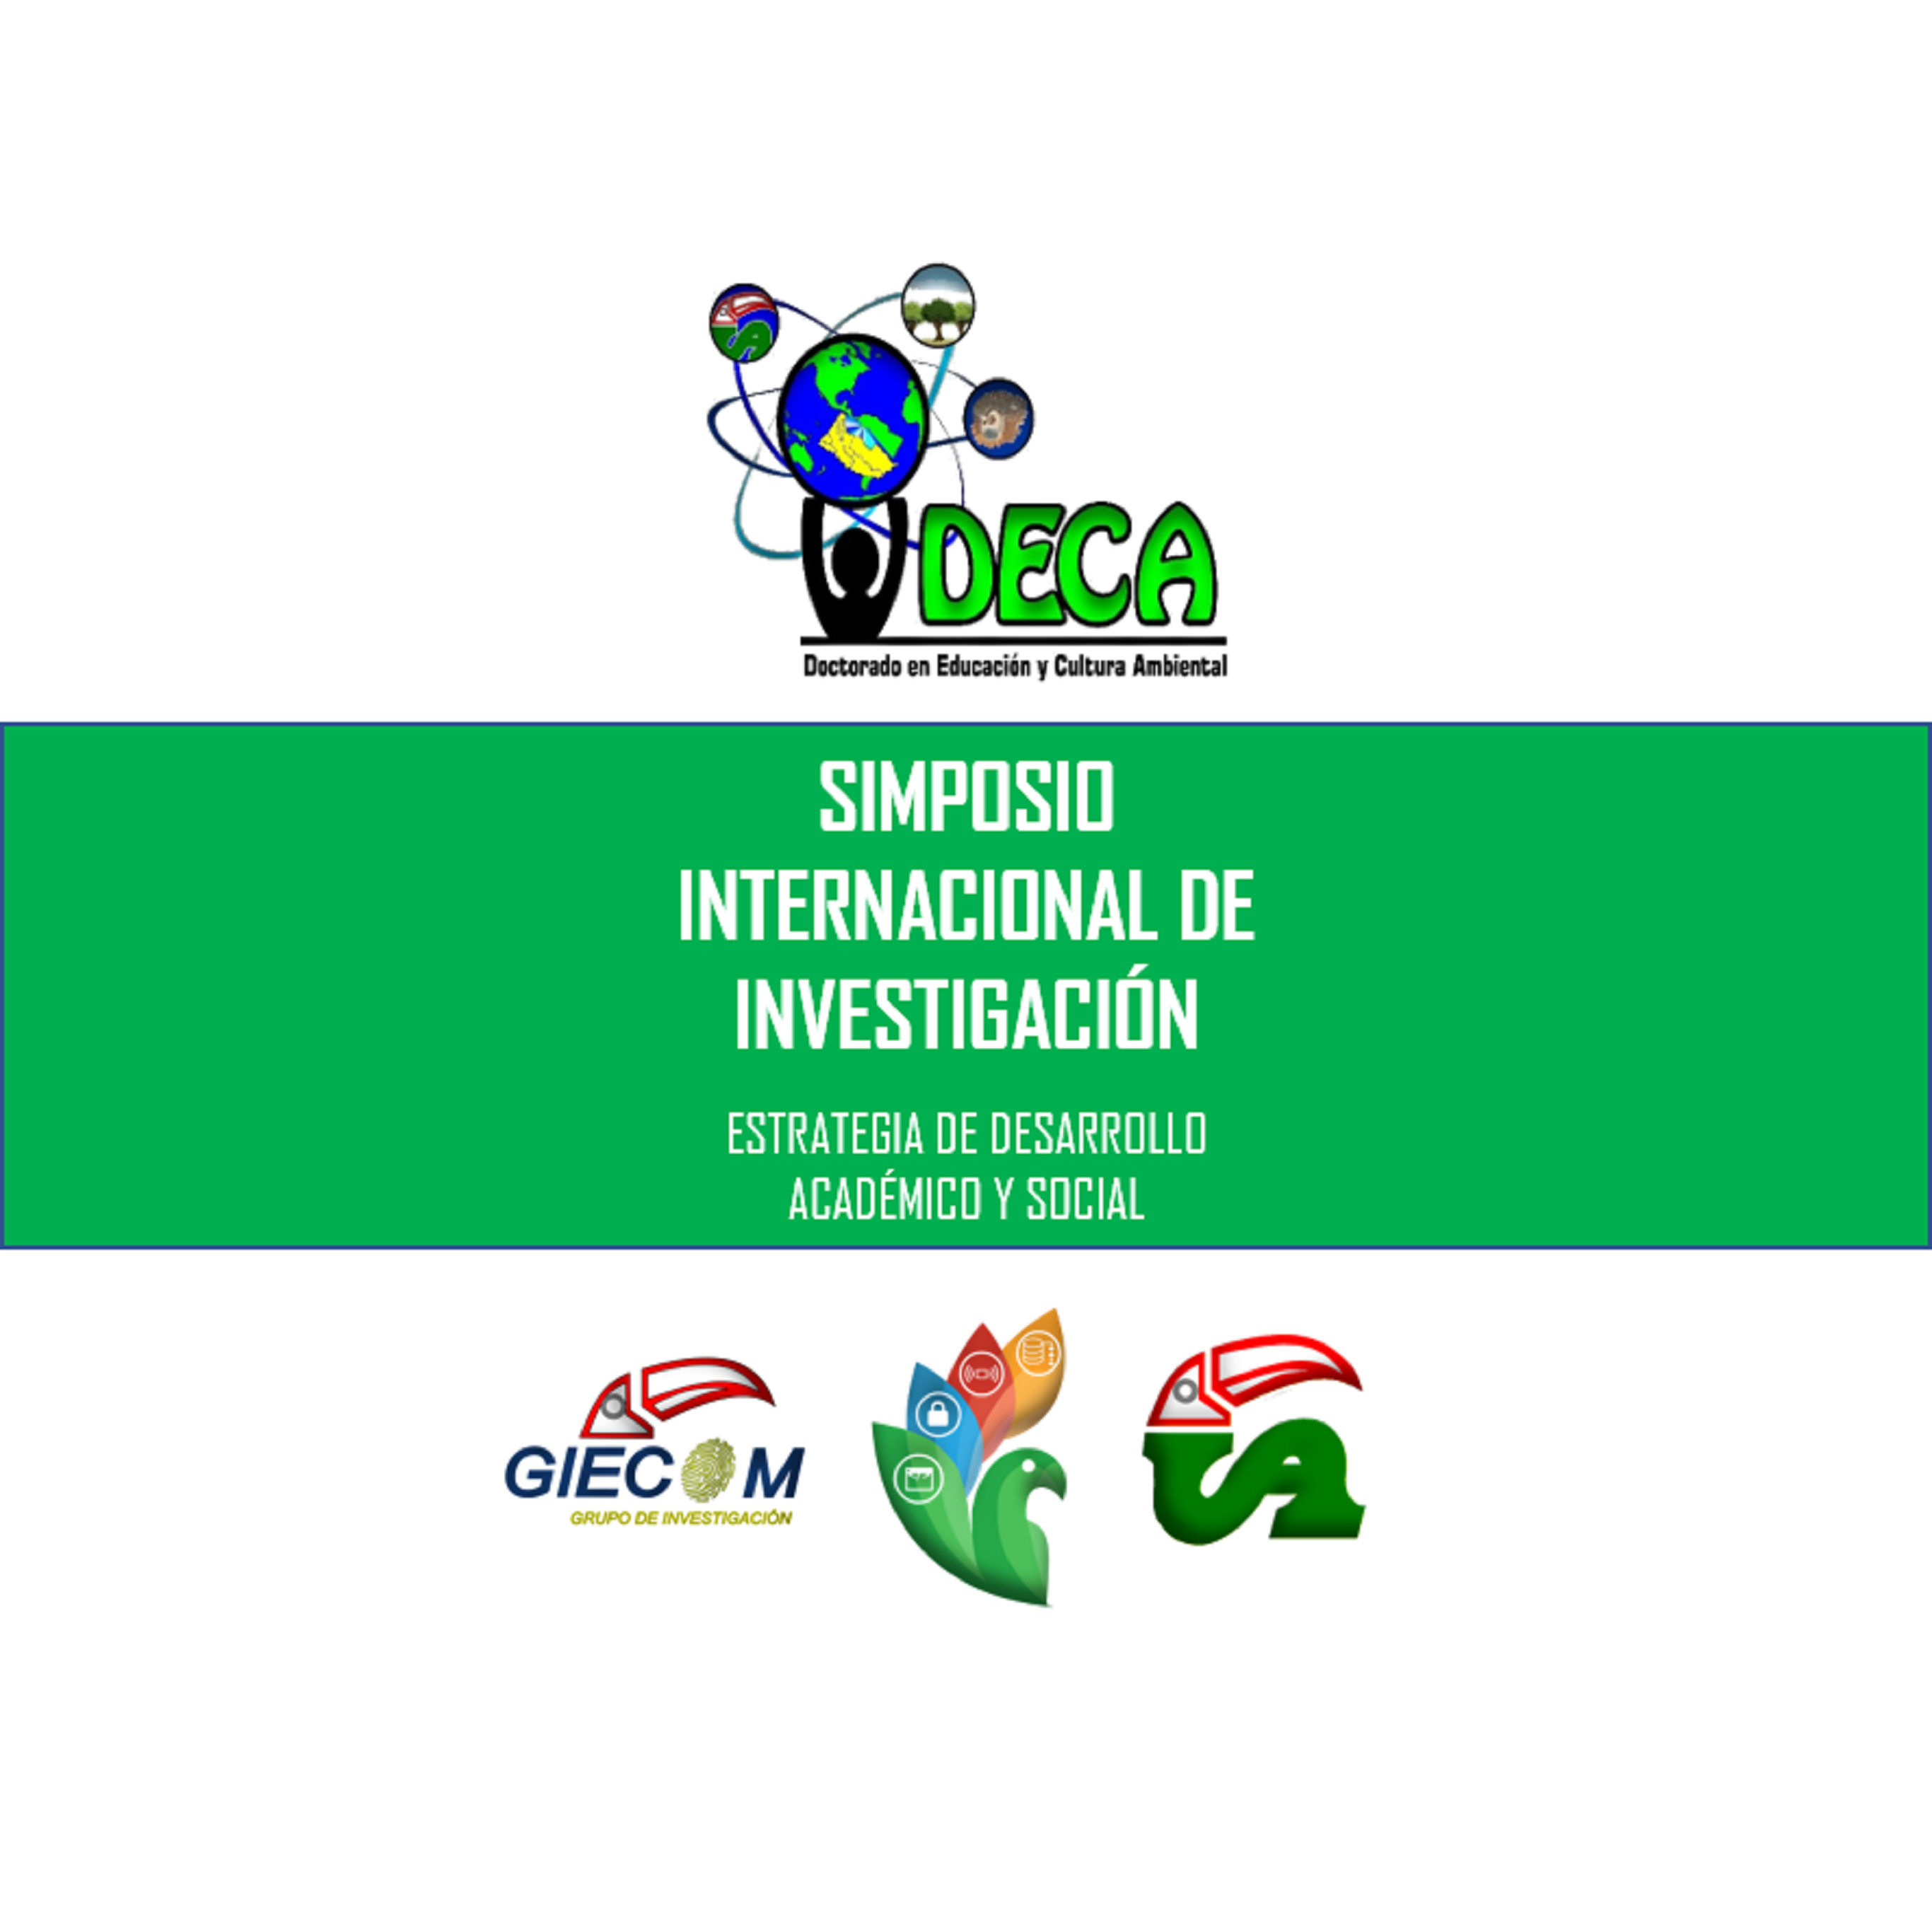 DECA
Doctorado en Educación y Cultura Ambiental
SIMPOSIO
INTERNACIONAL DE
INVESTIGACIÓN
ESTRATEGIA DE DESARROLLO
ACADÉMICO Y SOCIAL
GIECOM
GRUPO DE INVESTIGACIÓN